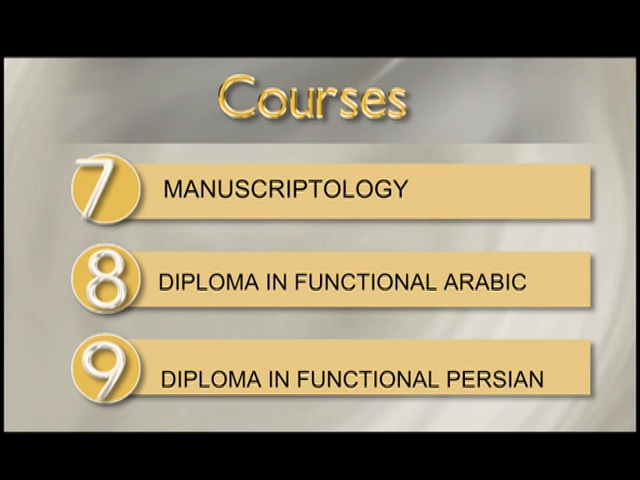 Courses
7 MANUSCRIPTOLOGY
8 DIPLOMA IN FUNCTIONAL ARABIC
9 DIPLOMA IN FUNCTIONAL PERSIAN